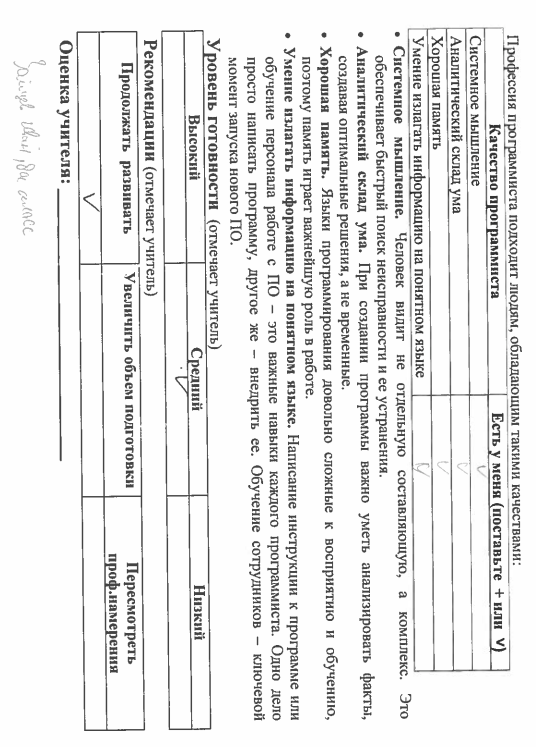 Профессия программиста подходит людям, обладающим такими качествами:
Качество программиста Есть у меня (поставьте + или V)
Системное мышление V
Аналитический склад ума V
Хорошая память V
Умение излагать информацию на понятном языке V
• Системное мышление. Человек видит не отдельную составляющую, а комплекс. Это
обеспечивает быстрый поиск неисправности и ее устранения.
• Аналитический склад ума. При создании программы важно уметь анализировать факты,
создавая оптимальные решения, а не временные.
• Хорошая память. Языки программирования довольно сложные к восприятию и обучению,
поэтому память играет важнейшую роль в работе.
• Умение излагать информацию на понятном языке. Написание инструкции к программе или
обучение персонала работе с ПО – это важные навыки каждого программиста. Одно дело
просто написать программу, другое же – внедрить ее. Обучение сотрудников – ключевой
момент запуска нового ПО.
Уровень готовности (отмечает учитель)
Высокий Средний Низкий
V
Рекомендации (отмечает учитель)
Продолжать развивать Увеличить объем подготовки Пересмотреть
проф.намерения
V
Оценка учителя: